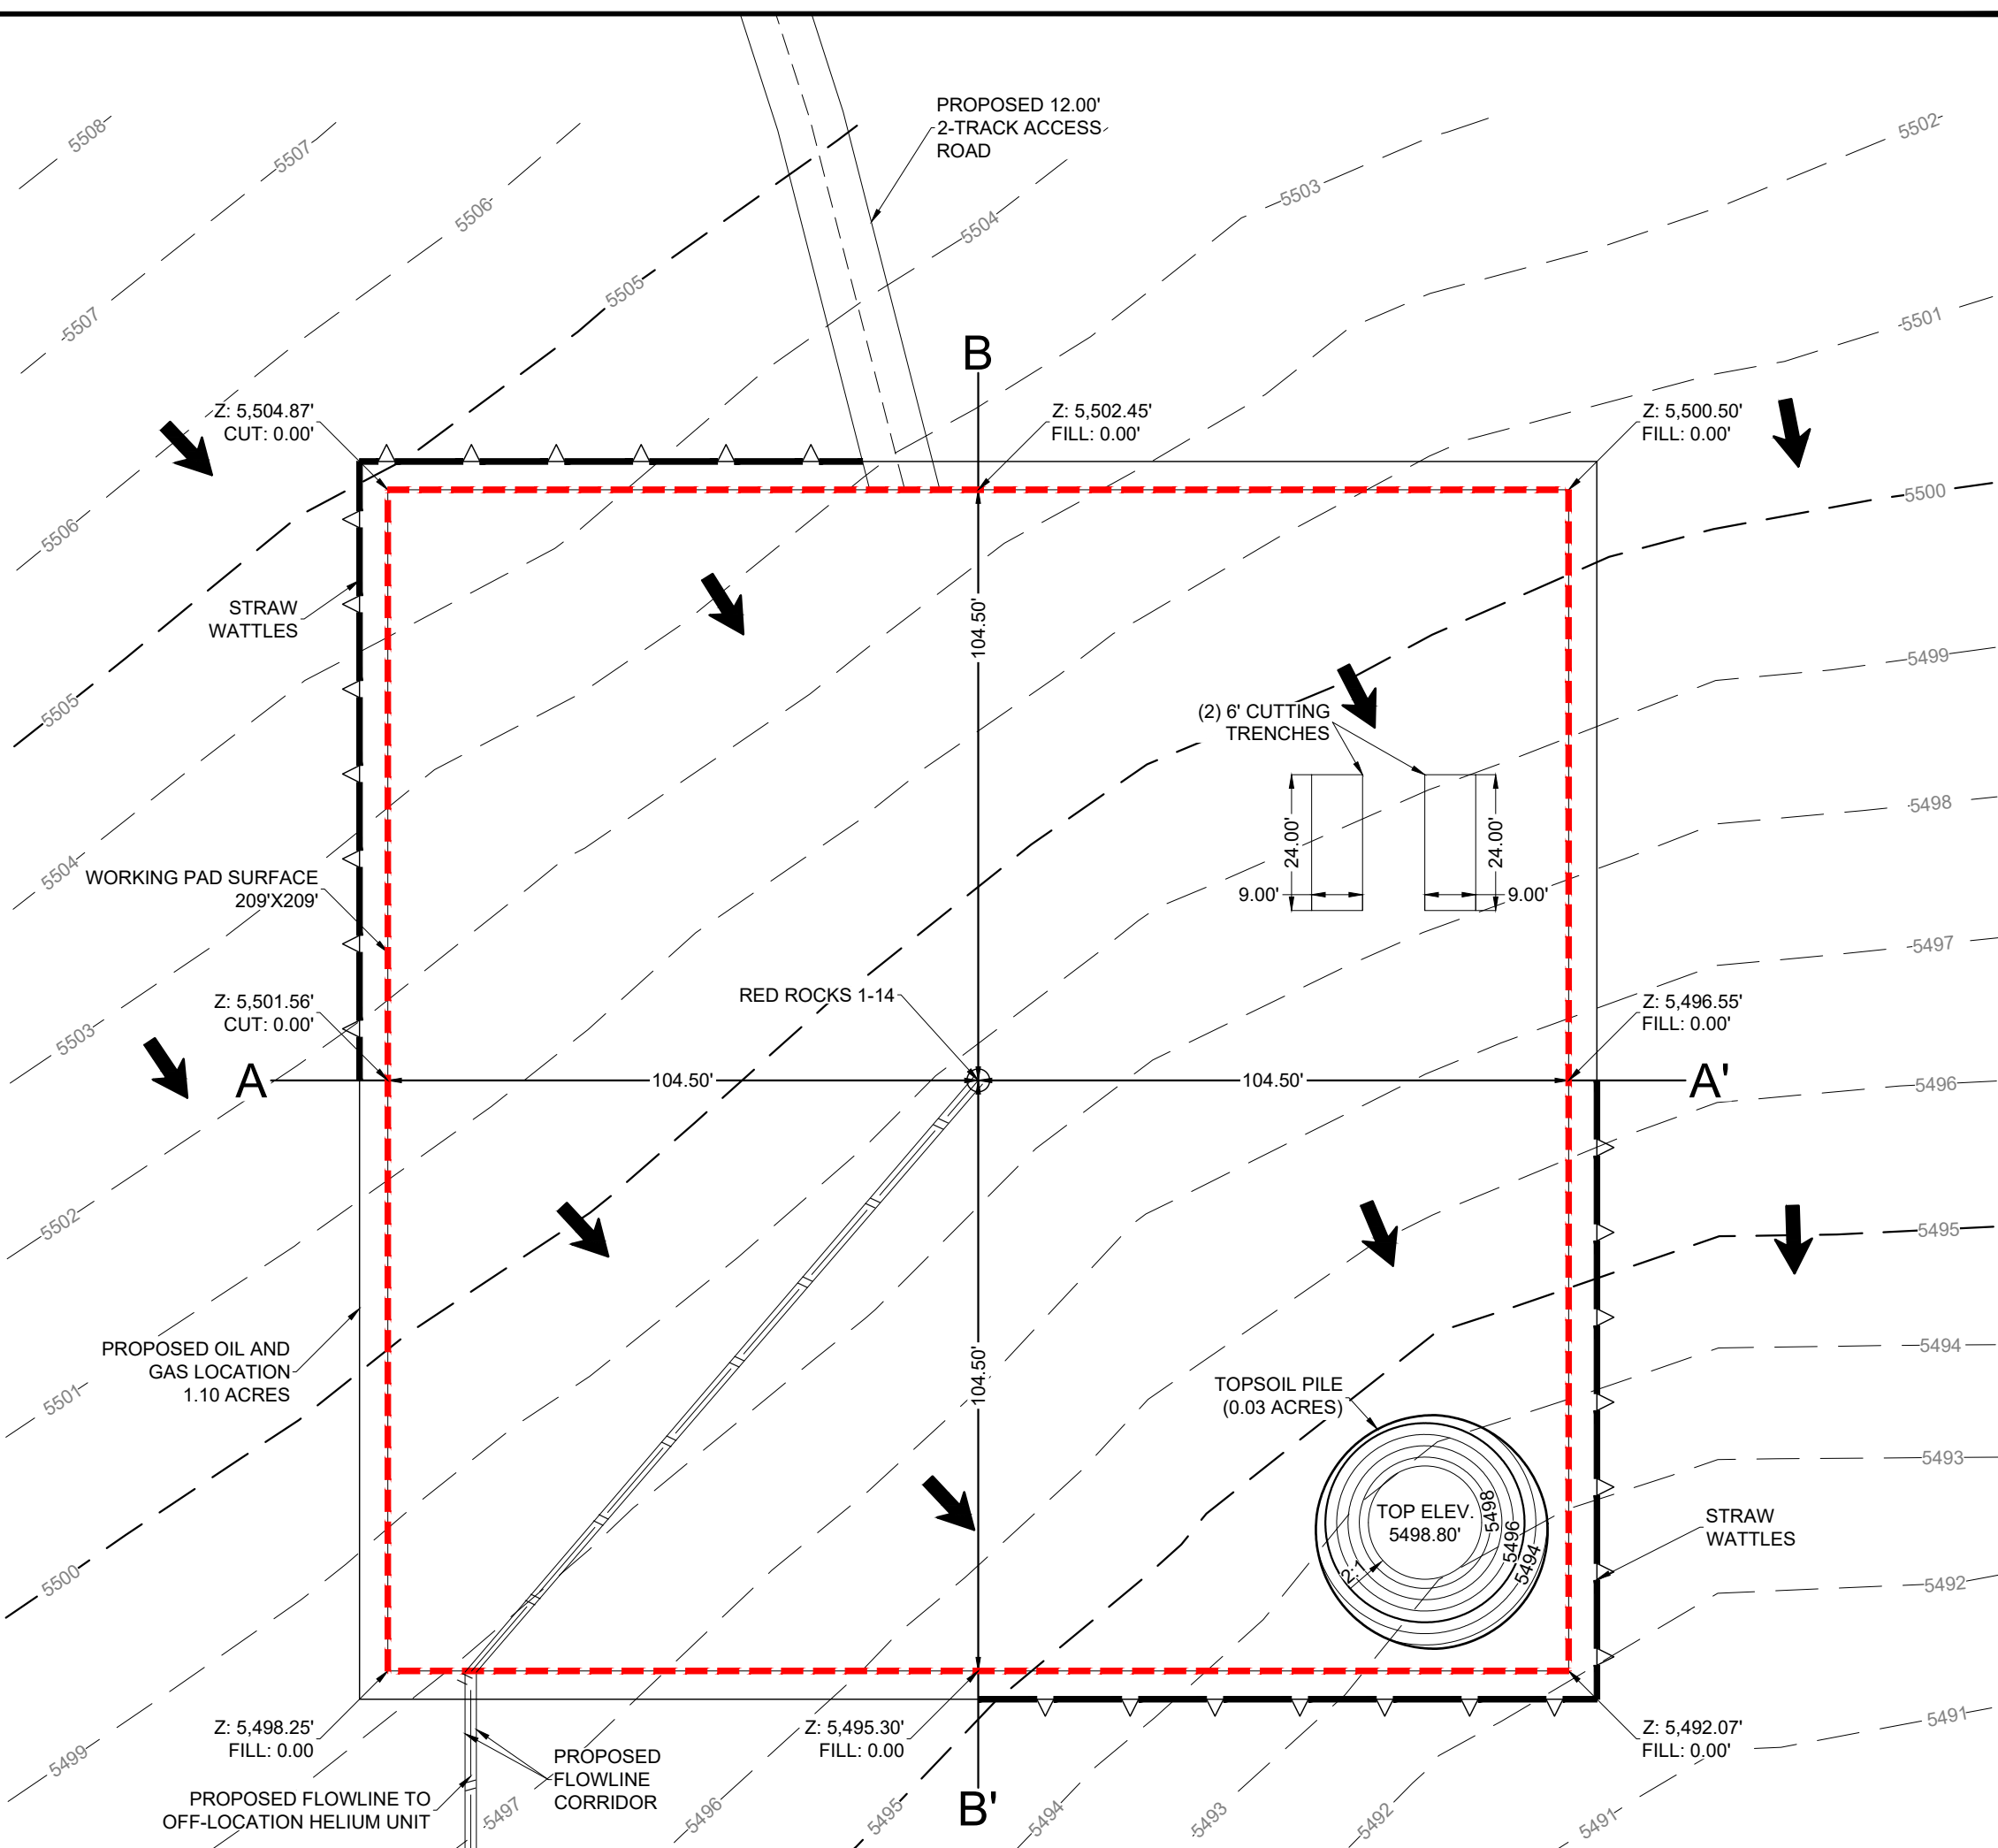 PROPOSED 12.00'
2-TRACK ACCESS
ROAD
5508
5507
5506
5505
5504
5503
5502
5507
5501
B
Z: 5,504.87'
CUT: 0.00'
Z: 5,502.45'
FILL: 0.00'
Z: 5,500.50'
FILL: 0.00'
5500
5506
STRAW
WATTLES
104.50'
5499
5505
(2) 6' CUTTING
TRENCHES
5498
24.00'
24.00'
5504
WORKING PAD SURFACE
209'X209'
9.00'
9.00'
5497
Z: 5,501.56'
CUT: 0.00'
RED ROCKS 1-14
Z: 5,496.55'
FILL: 0.00'
5503
A
104.50'
104.50'
A'
5496
5502
5495
PROPOSED OIL AND
GAS LOCATION
1.10 ACRES
104.50'
5494
TOPSOIL PILE
(0.03 ACRES)
5501
5493
TOP ELEV.
5498.80'
5498
5496
5494
2:1
STRAW
WATTLES
5500
5492
Z: 5,498.25'
FILL: 0.00
Z: 5,495.30'
FILL: 0.00
Z: 5,492.07'
FILL: 0.00'
5491
5499
PROPOSED
FLOWLINE
CORRIDOR
PROPOSED FLOWLINE TO
OFF-LOCATION HELIUM UNIT
5497
5496
5495
B'
5494
5493
5492
5491